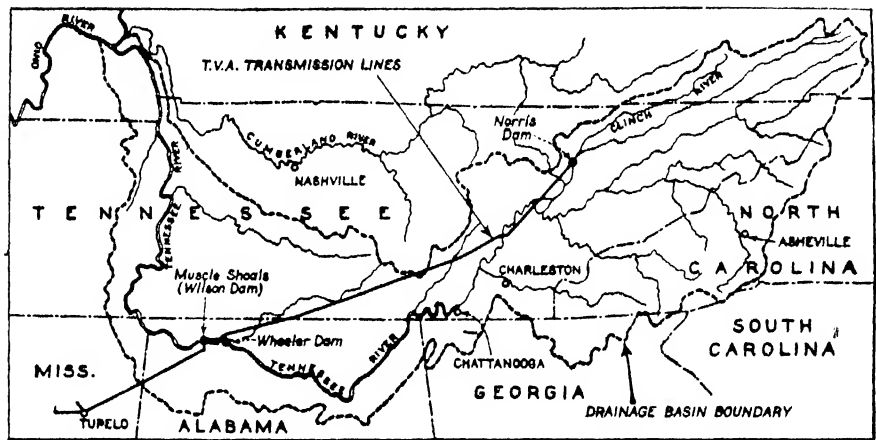 KENTUCKY
T.V.A. TRANSMISSION LINES
OHIO
RIVER
CLINCH RIVER
Norris
Dam
CUMBERLAND RIVER
NASHVILLE
RIVER
TENNESSEE
TENNESSEE
NORTH
CAROLINA
ASHEVILLE
Muscle Shoals
(Wilson Dam)
CHARLESTON
Wheeler Dam
TENNESSEE
RIVER
CHATTANOOGA
SOUTH
CAROLINA
MISS.
GEORGIA
TUPELO
ALABAMA
DRAINAGE BASIN BOUNDARY